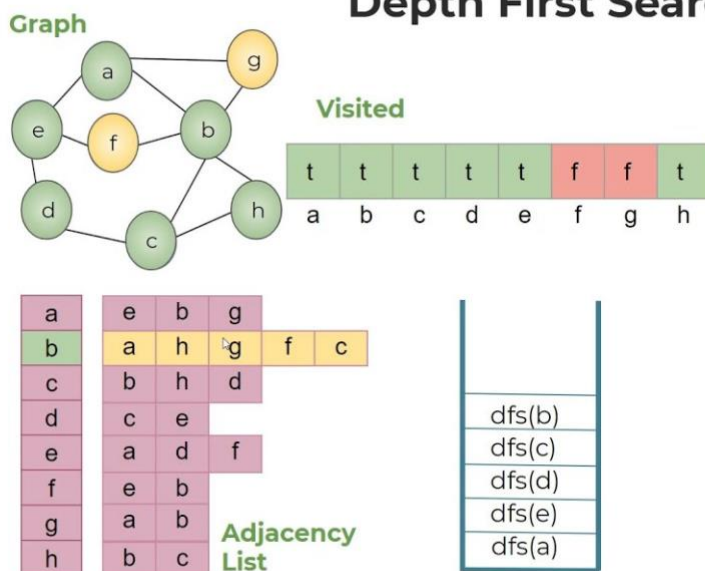 Depth First Sear
Graph
a
g
e
f
b
d
h
c
Visited
t t t t t f f t
a b c d e f g h
a e b g
b a h g f c
c b h d
d c e
e a d f
f e b
g a b
h b c
Adjacency
List
dfs(b)
dfs(c)
dfs(d)
dfs(e)
dfs(a)